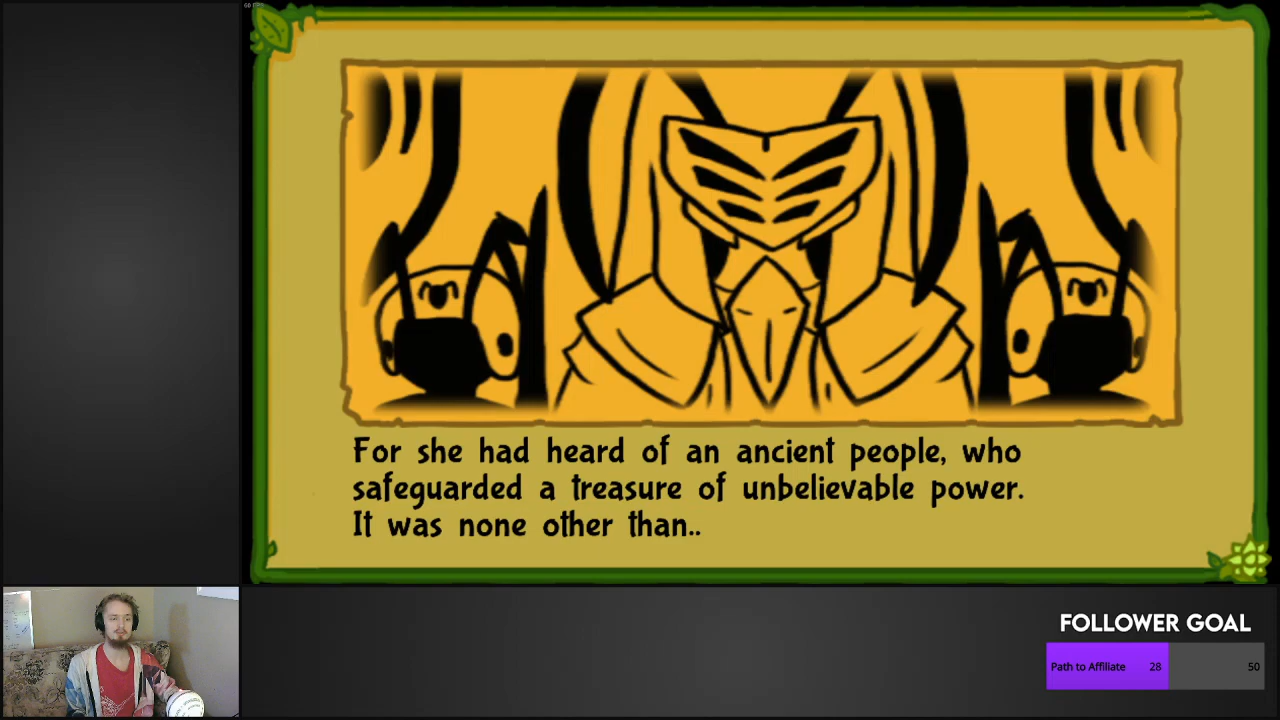 For she had heard of an ancient people, who
safeguarded a treasure of unbelievable power.
It was none other than..
FOLLOWER GOAL
Path to Affiliate 28 50